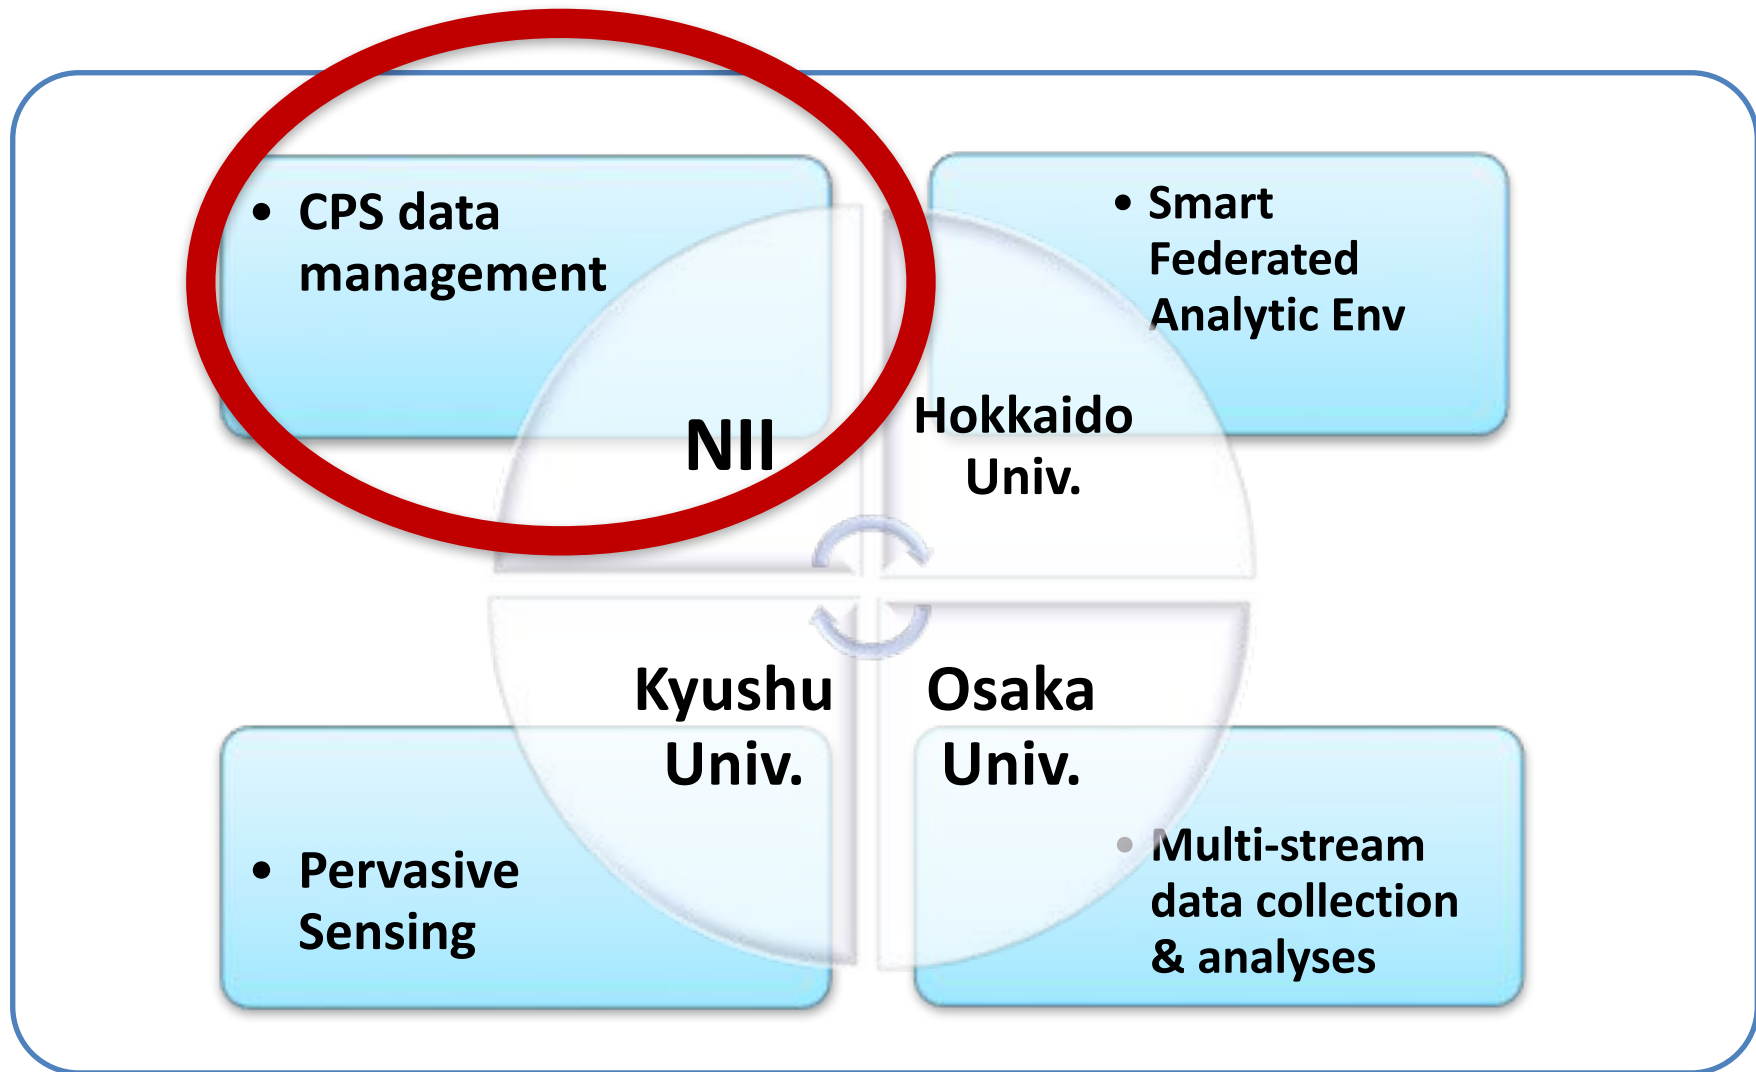 • CPS data
management
NII
• Smart
Federated
Analytic Env
Hokkaido
Univ.
Kyushu
Univ.
• Pervasive
Sensing
Osaka
Univ.
• Multi-stream
data collection
& analyses